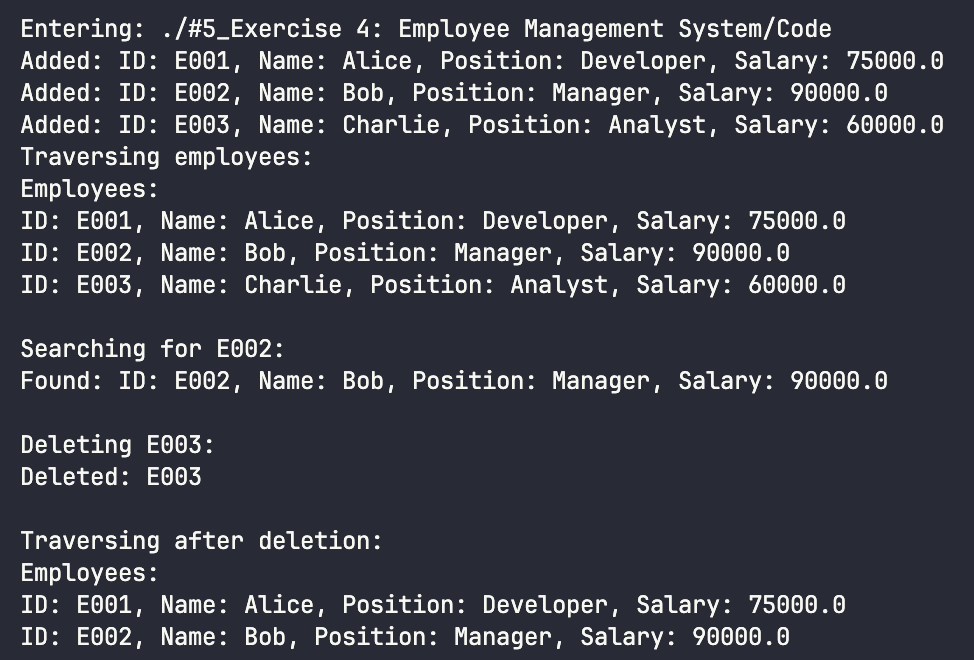 Entering: ./#5_Exercise 4: Employee Management System/Code
Added: ID: E001, Name: Alice, Position: Developer, Salary: 75000.0
Added: ID: E002, Name: Bob, Position: Manager, Salary: 90000.0
Added: ID: E003, Name: Charlie, Position: Analyst, Salary: 60000.0
Traversing employees:
Employees:
ID: E001, Name: Alice, Position: Developer, Salary: 75000.0
ID: E002, Name: Bob, Position: Manager, Salary: 90000.0
ID: E003, Name: Charlie, Position: Analyst, Salary: 60000.0

Searching for E002:
Found: ID: E002, Name: Bob, Position: Manager, Salary: 90000.0

Deleting E003:
Deleted: E003

Traversing after deletion:
Employees:
ID: E001, Name: Alice, Position: Developer, Salary: 75000.0
ID: E002, Name: Bob, Position: Manager, Salary: 90000.0